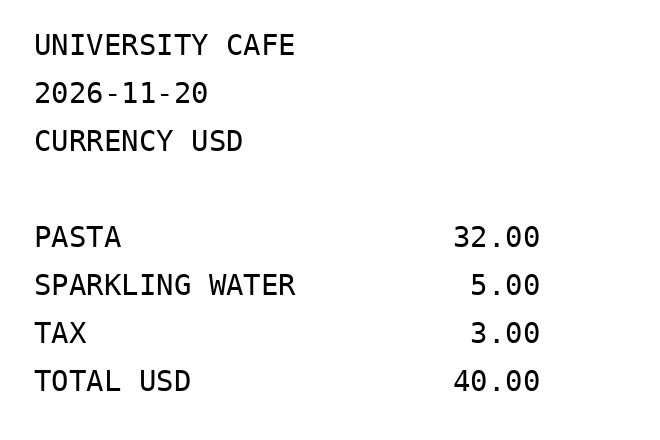 UNIVERSITY CAFE
2026-11-20
CURRENCY USD
PASTA 32.00
SPARKLING WATER 5.00
TAX 3.00
TOTAL USD 40.00